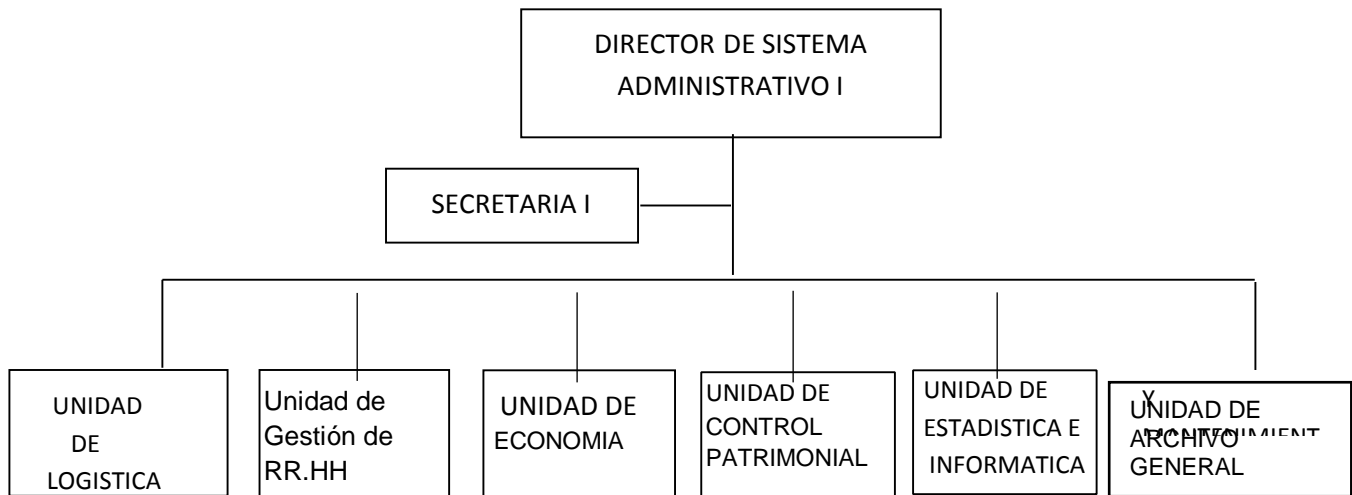 DIRECTOR DE SISTEMA
ADMINISTRATIVO I
SECRETARIA I
UNIDAD
DE
LOGISTICA
Unidad de
Gestión de
RR.HH
UNIDAD DE
ECONOMIA
UNIDAD DE
CONTROL
PATRIMONIAL
UNIDAD DE
ESTADISTICA E
INFORMATICA
Y
UNIDAD DE
ARCHIVO
GENERAL